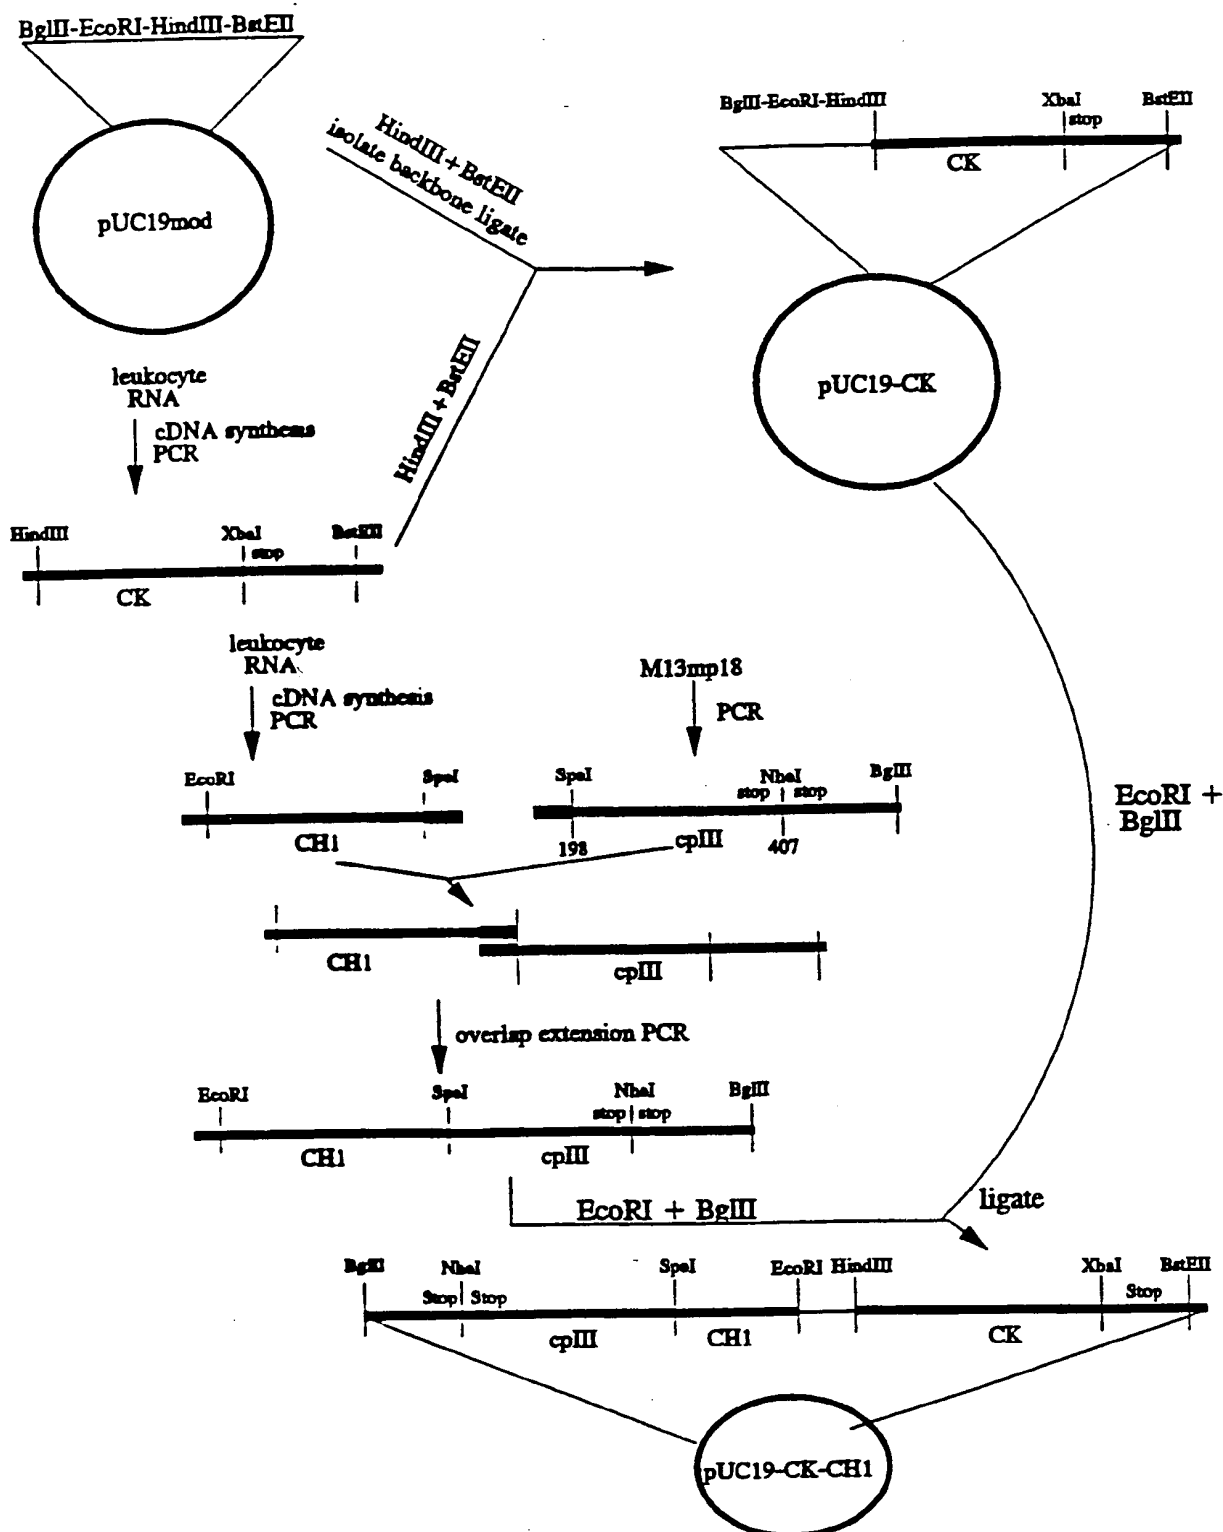 BglII-EcoRI-HindIII-BstEII
pUC19mod
HindIII + BstEII
isolate backbone ligate
HindIII + BstEII
BglII-EcoRI-HindIII
XbaI
stop
BstEII
CK
pUC19-CK
leukocyte
RNA
cDNA synthesis
PCR
HindIII
XbaI
stop
BstEII
CK
leukocyte
RNA
cDNA synthesis
PCR
M13mp18
PCR
EcoRI
SpeI
CH1
SpeI
NheI
stop
stop
BglII
198
cpIII
407
EcoRI +
BglII
CH1
cpIII
overlap extension PCR
EcoRI
SpeI
NheI
stop
stop
BglII
CH1
cpIII
EcoRI + BglII
ligate
BglII
NheI
Stop
Stop
SpeI
EcoRI
HindIII
XbaI
Stop
BstEII
cpIII
CH1
CK
pUC19-CK-CH1